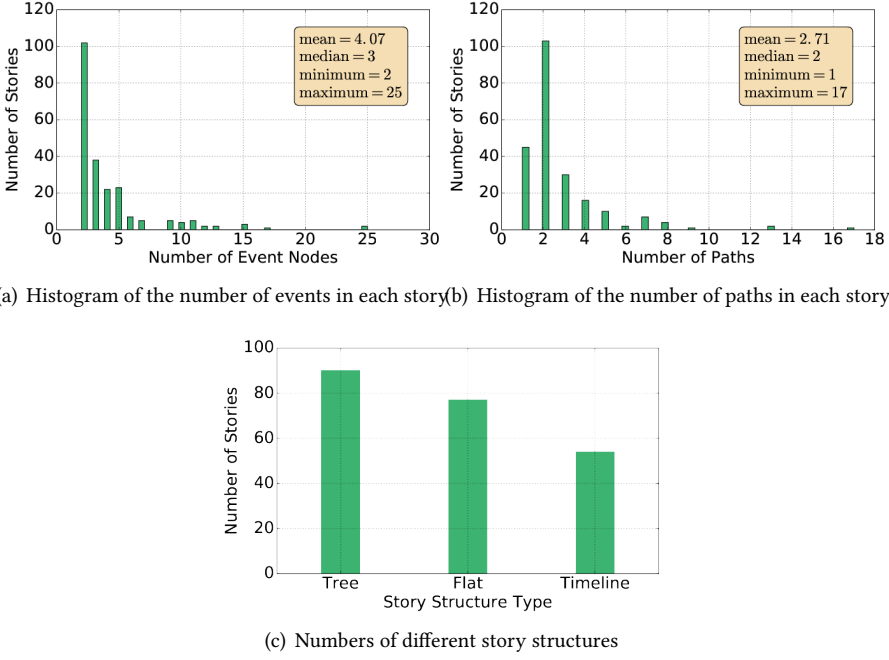 120
100
80
60
40
20
0
Number of Stories
mean = 4.07
median = 3
minimum = 2
maximum = 25
0 5 10 15 20 25 30
Number of Event Nodes
120
100
80
60
40
20
0
Number of Stories
mean = 2.71
median = 2
minimum = 1
maximum = 17
0 2 4 6 8 10 12 14 16 18
Number of Paths
a) Histogram of the number of events in each story
(b) Histogram of the number of paths in each story
100
80
60
40
20
0
Number of Stories
Tree Flat Timeline
Story Structure Type
(c) Numbers of different story structures